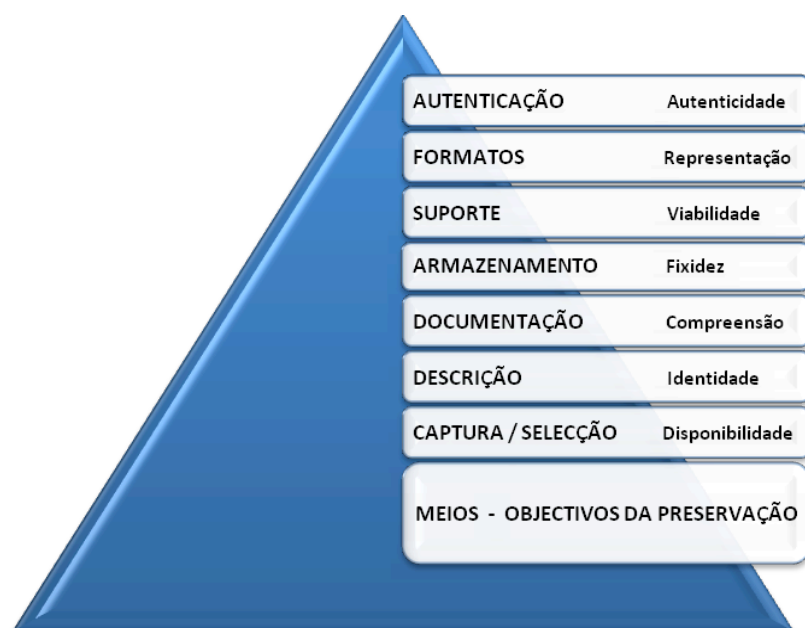 AUTENTICAÇÃO Autenticidade
FORMATOS Representação
SUPORTE Viabilidade
ARMAZENAMENTO Fixidez
DOCUMENTAÇÃO Compreensão
DESCRIÇÃO Identidade
CAPTURA / SELECÇÃO Disponibilidade
MEIOS - OBJECTIVOS DA PRESERVAÇÃO